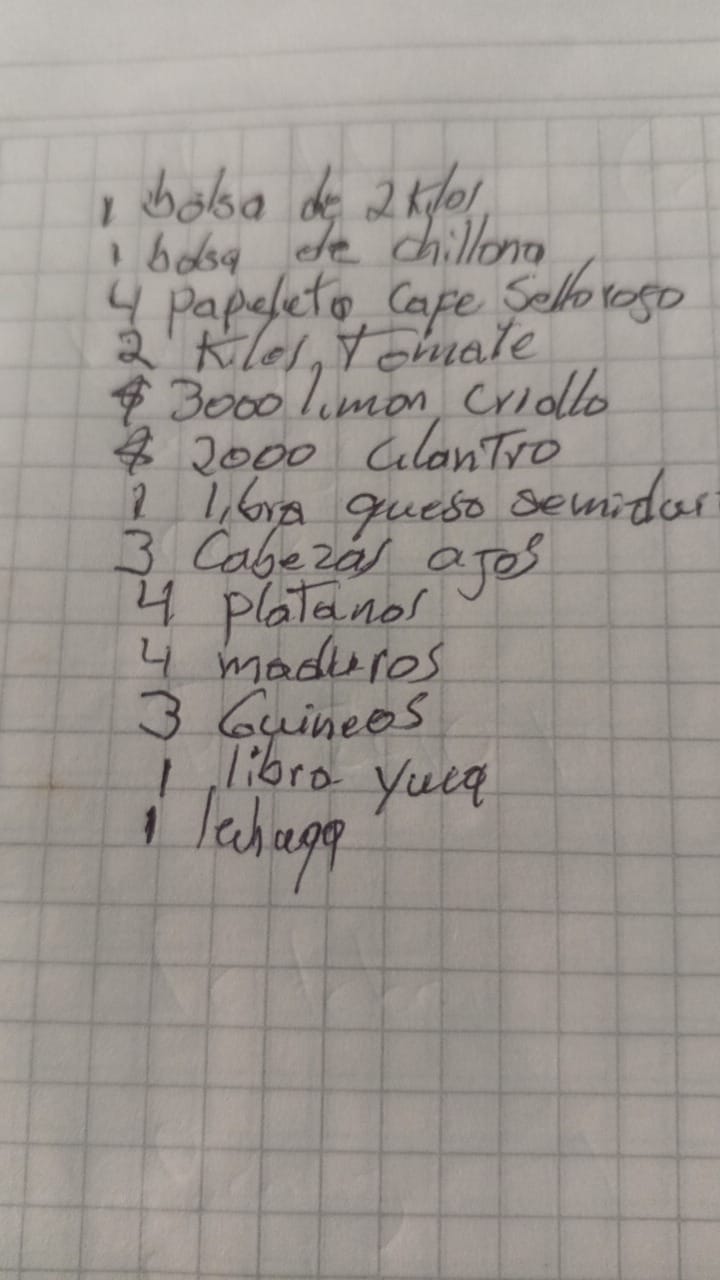 1 bolsa de 2 Kilos
1 bolsa de chillona
4 papeleta Cafe Sello rojo
2 Kilos, Tomate
$ 3000 limon criollo
$ 2000 CilanTro
1 libra queso semidur
3 Cabezas ajos
4 plaTanos
4 maduros
3 Guineos
1 libra yuca
1 lechuga